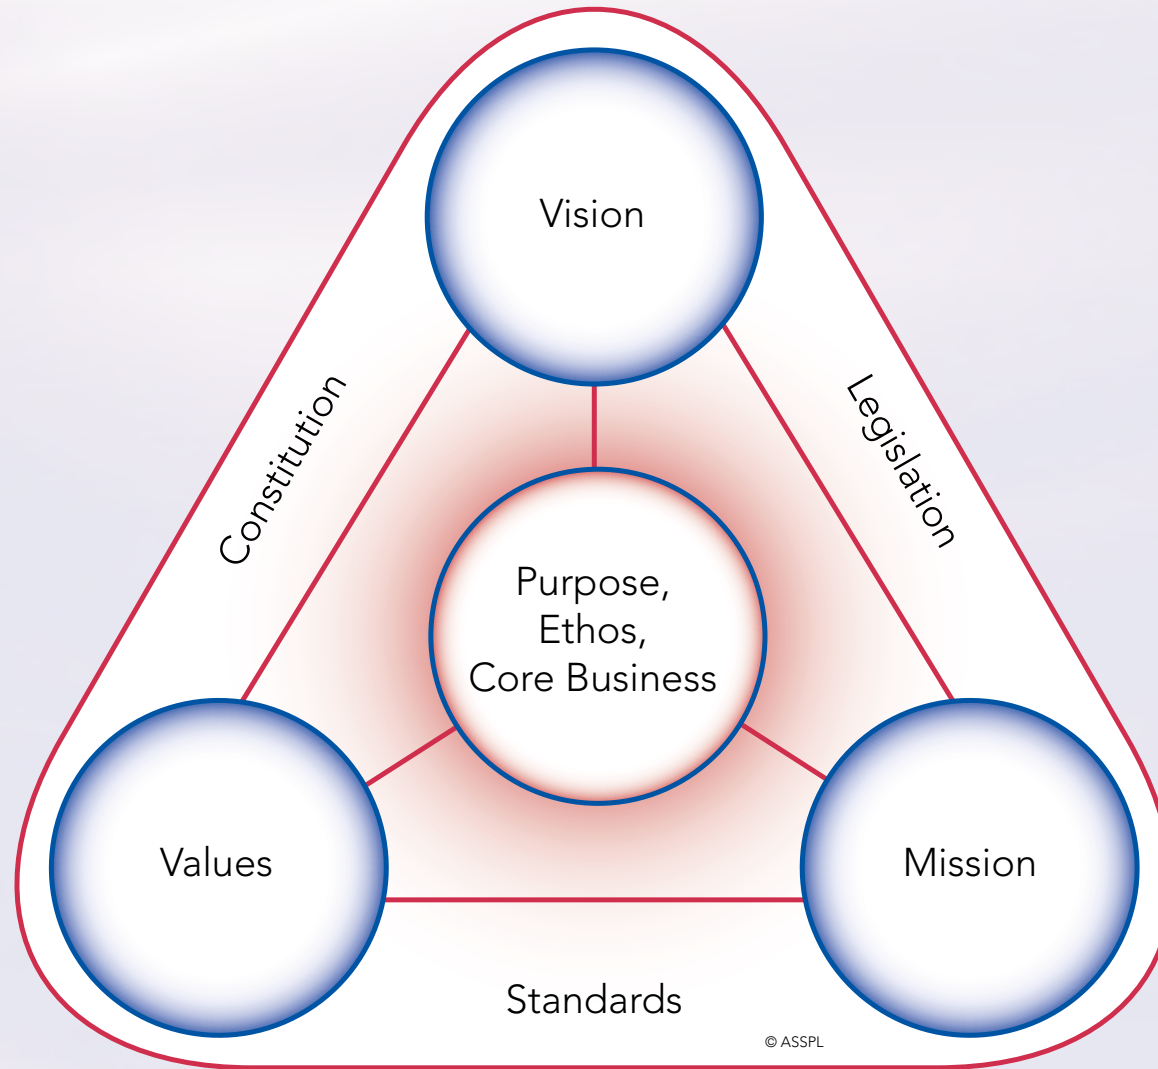 Vision
Constitution
Legislation
Purpose,
Ethos,
Core Business
Values
Mission
Standards
© ASSPL